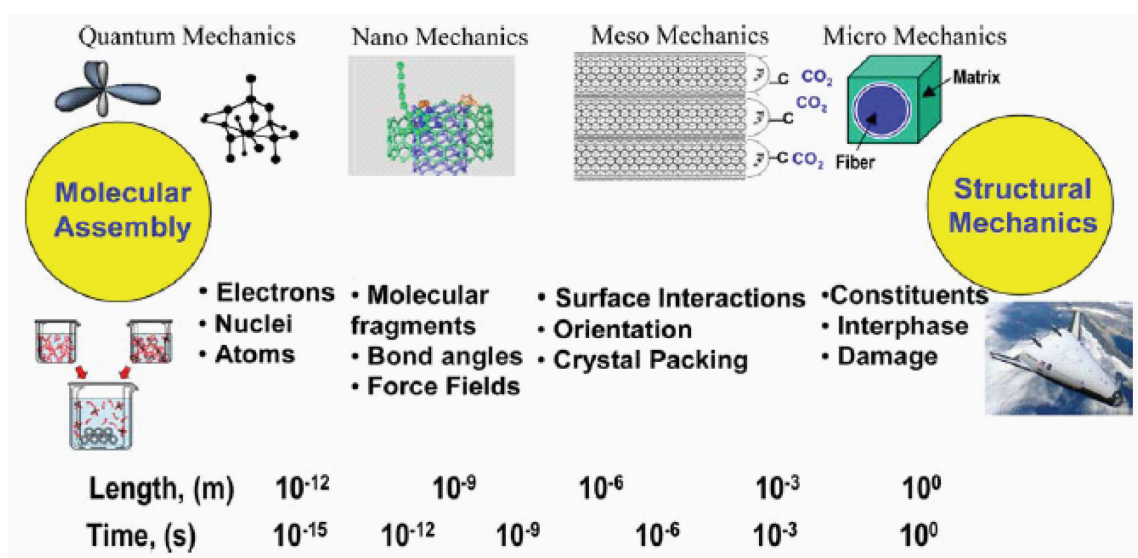 Quantum Mechanics
Nano Mechanics
Meso Mechanics
Micro Mechanics
C CO₂
CO₂
C
C CO₂
Matrix
Fiber
Molecular
Assembly
Structural
Mechanics
• Electrons
• Nuclei
• Atoms
• Molecular
fragments
• Bond angles
• Force Fields
• Surface Interactions
• Orientation
• Crystal Packing
•Constituents
• Interphase
• Damage
Length, (m) 10⁻¹² 10⁻⁹ 10⁻⁶ 10⁻³ 10⁰
Time, (s) 10⁻¹⁵ 10⁻¹² 10⁻⁹ 10⁻⁶ 10⁻³ 10⁰